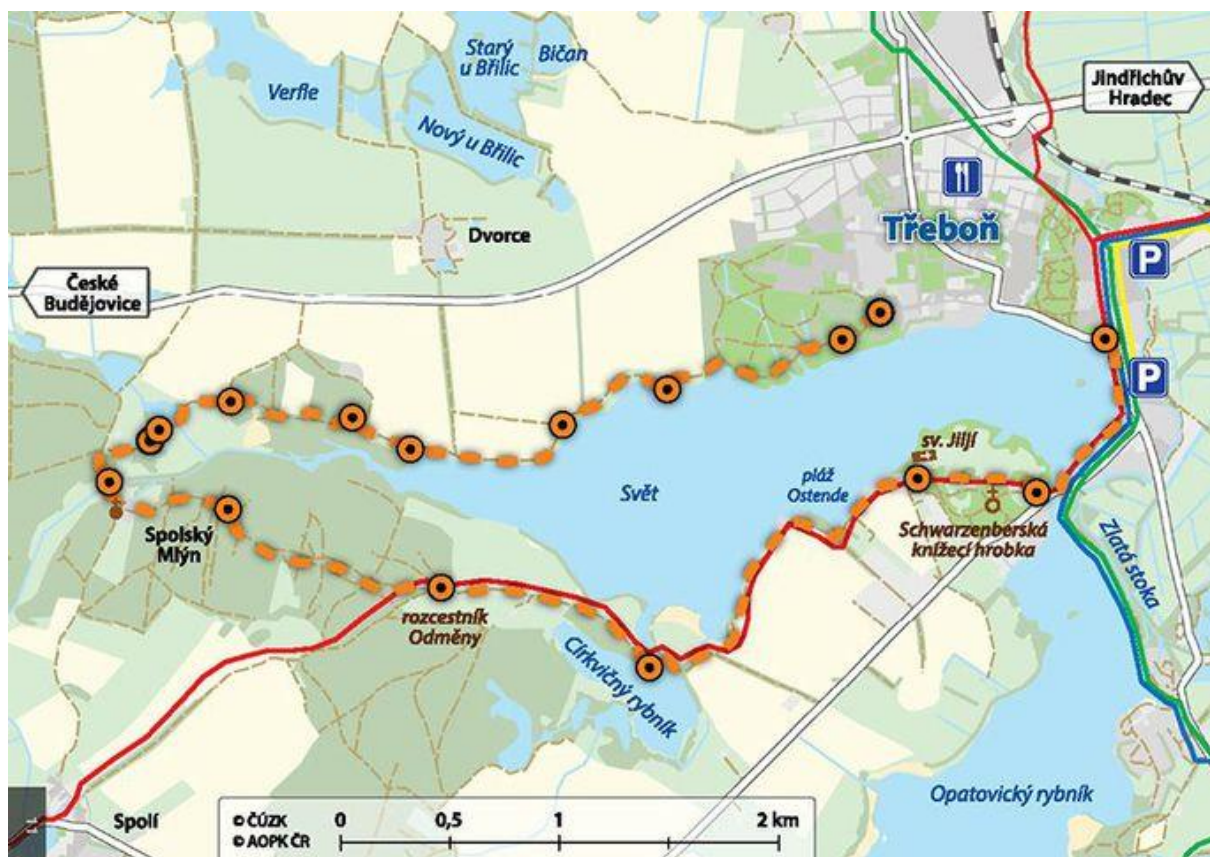 Starý
u Břilic
Bičan
Verfle
Nový u Břilic
Jindřichův
Hradec
Třeboň
Dvorce
P
České
Budějovice
P
sv. Jiljí
pláž
Ostende
Svět
Schwarzenberská
knížecí hrobka
Zlatá stoka
Spolský
Mlýn
rozcestník
Odměny
Církvičný rybník
Opatovický rybník
Spolí
© ČÚZK
© AOPK ČR
0 0,5 1 2 km